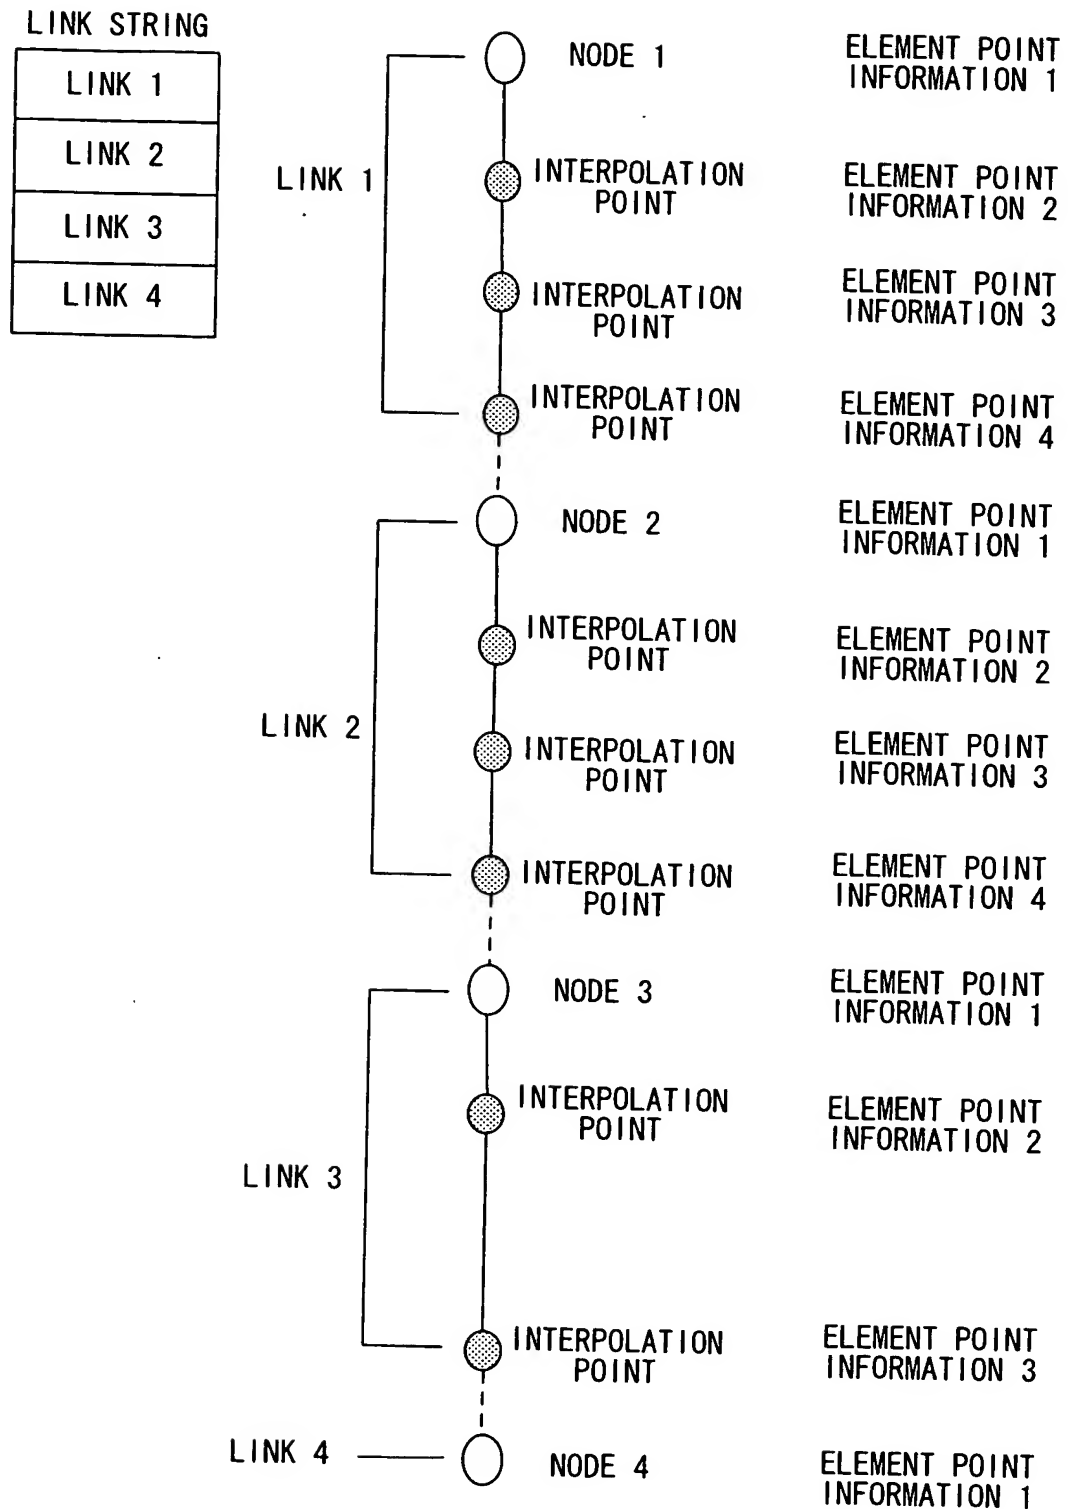 LINK STRING
LINK 1
LINK 2
LINK 3
LINK 4
LINK 1
NODE 1
ELEMENT POINT
INFORMATION 1
INTERPOLATION
POINT
ELEMENT POINT
INFORMATION 2
INTERPOLATION
POINT
ELEMENT POINT
INFORMATION 3
INTERPOLATION
POINT
ELEMENT POINT
INFORMATION 4
LINK 2
NODE 2
ELEMENT POINT
INFORMATION 1
INTERPOLATION
POINT
ELEMENT POINT
INFORMATION 2
INTERPOLATION
POINT
ELEMENT POINT
INFORMATION 3
INTERPOLATION
POINT
ELEMENT POINT
INFORMATION 4
LINK 3
NODE 3
ELEMENT POINT
INFORMATION 1
INTERPOLATION
POINT
ELEMENT POINT
INFORMATION 2
INTERPOLATION
POINT
ELEMENT POINT
INFORMATION 3
LINK 4
NODE 4
ELEMENT POINT
INFORMATION 1